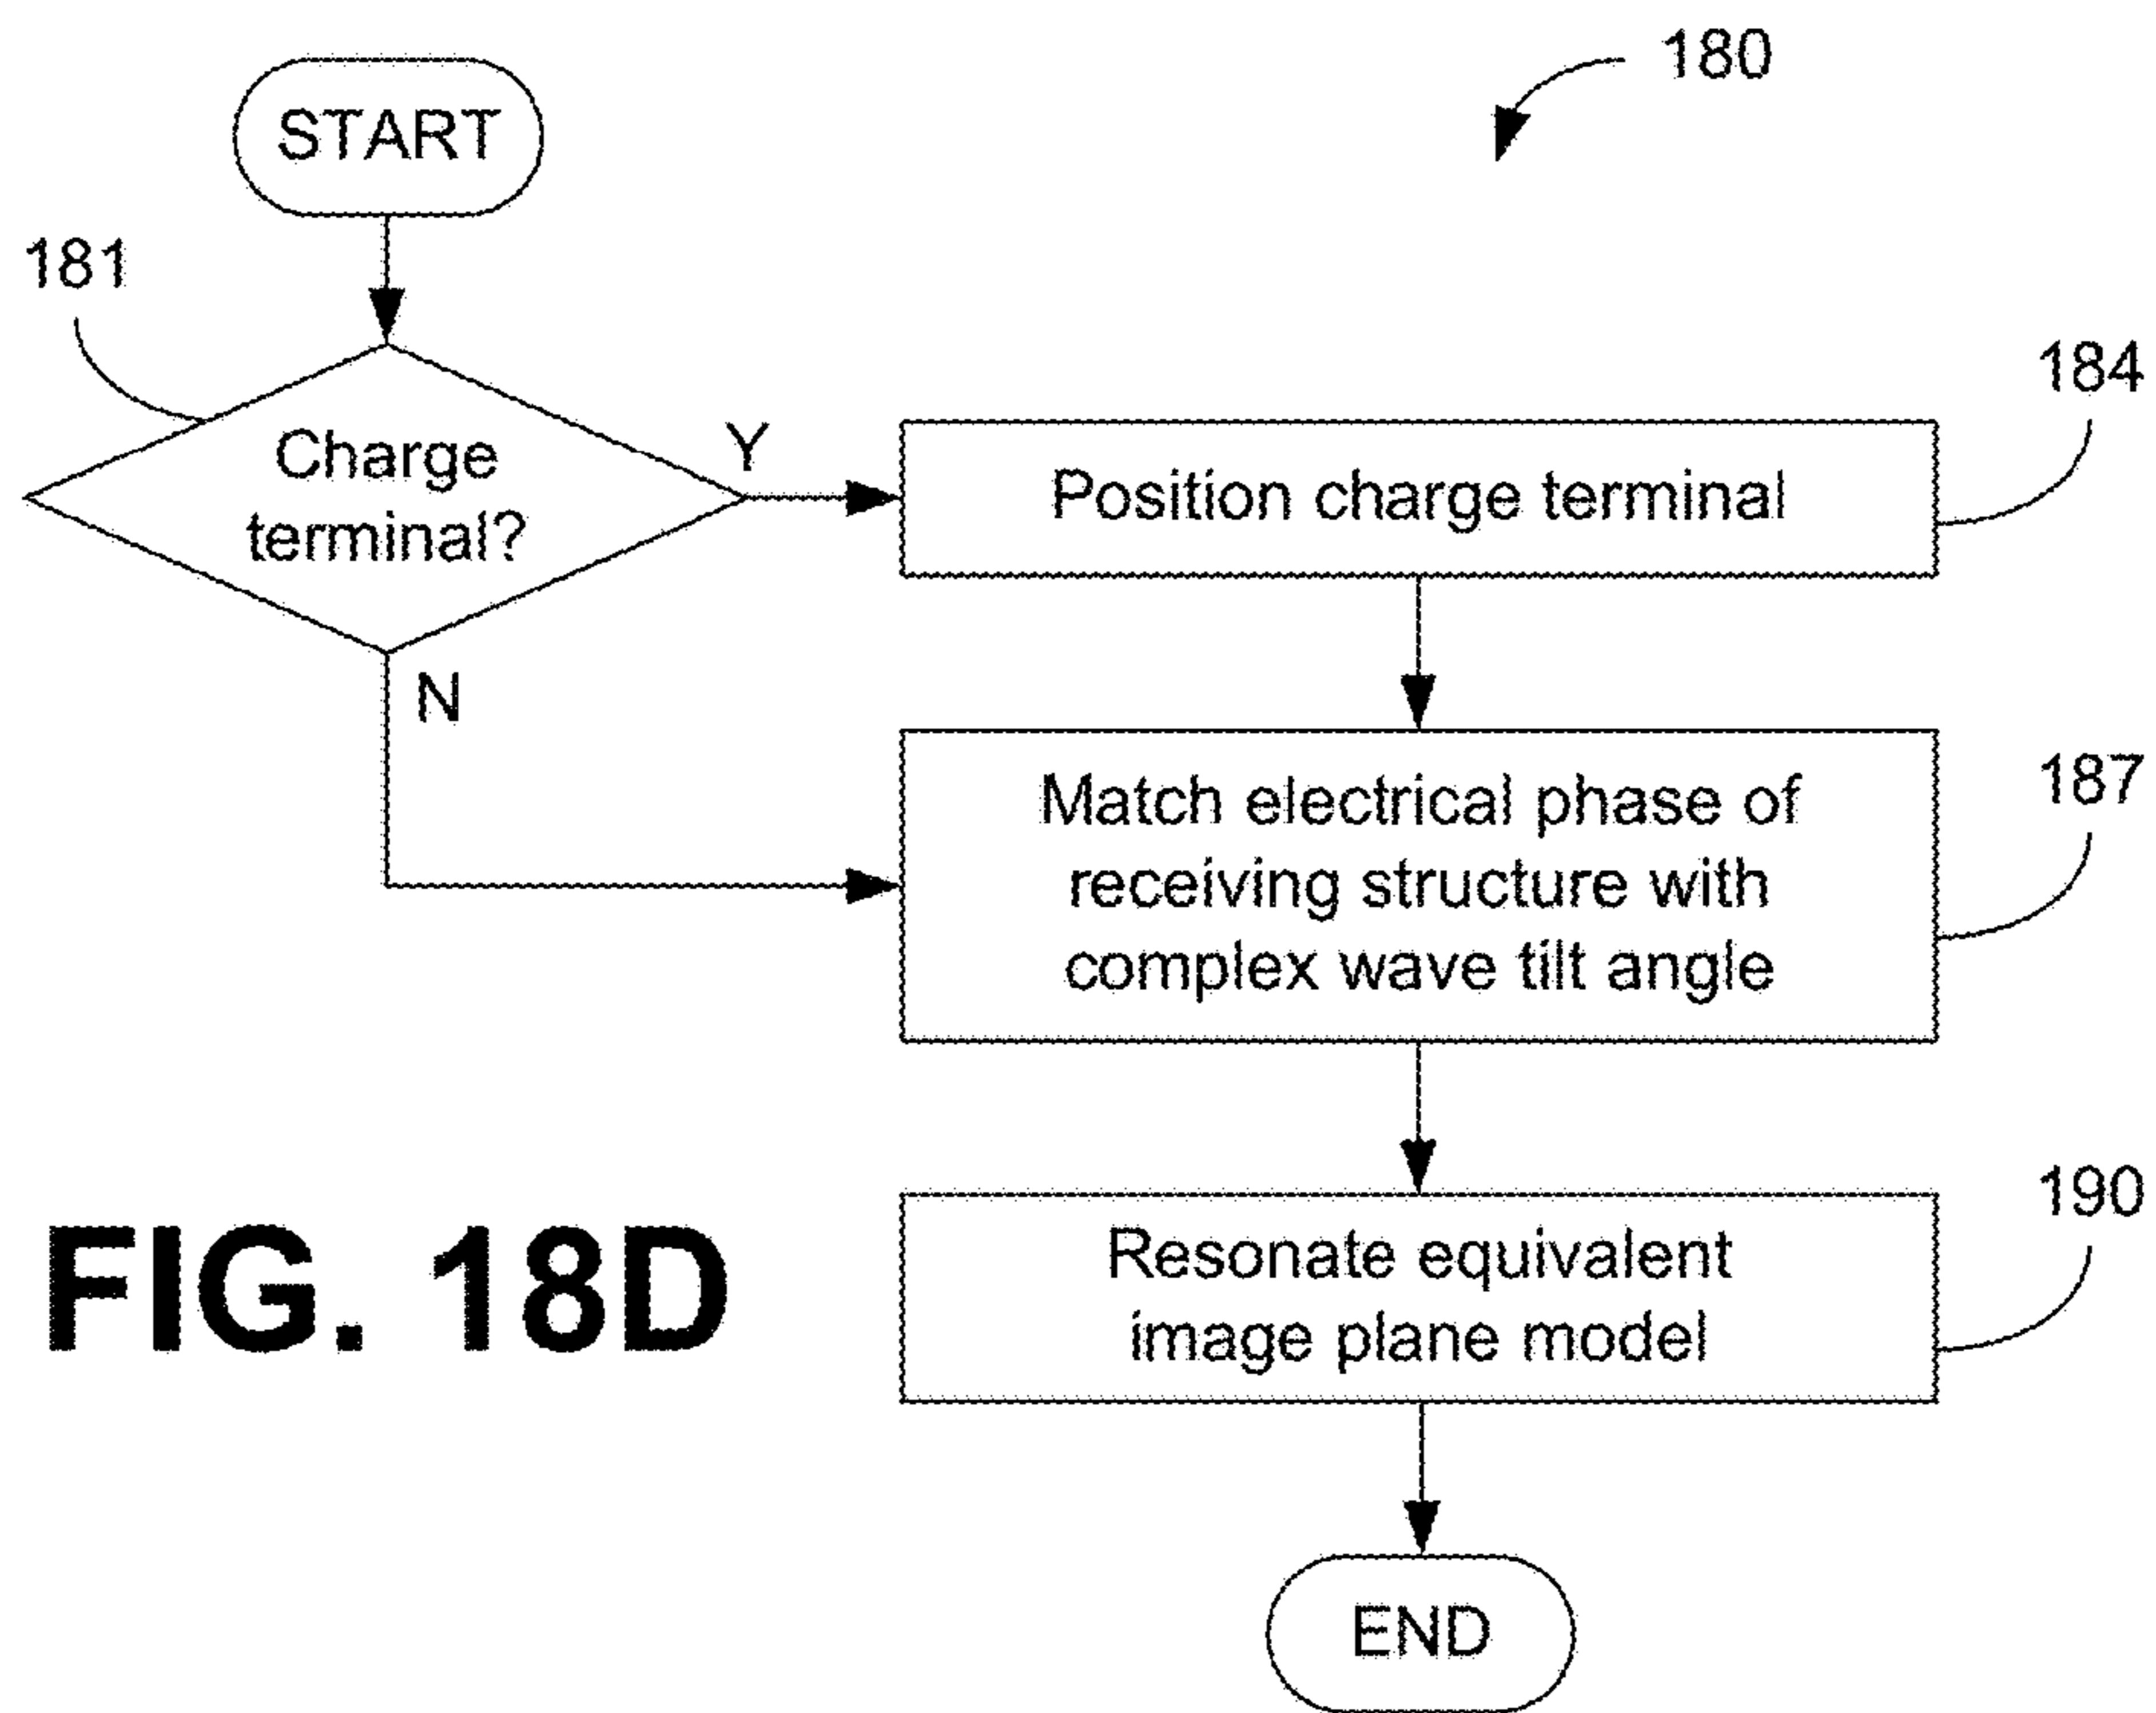 START
180
181
Charge
terminal?
Y
N
184
Position charge terminal
187
Match electrical phase of
receiving structure with
complex wave tilt angle
190
Resonate equivalent
image plane model
END
FIG. 18D